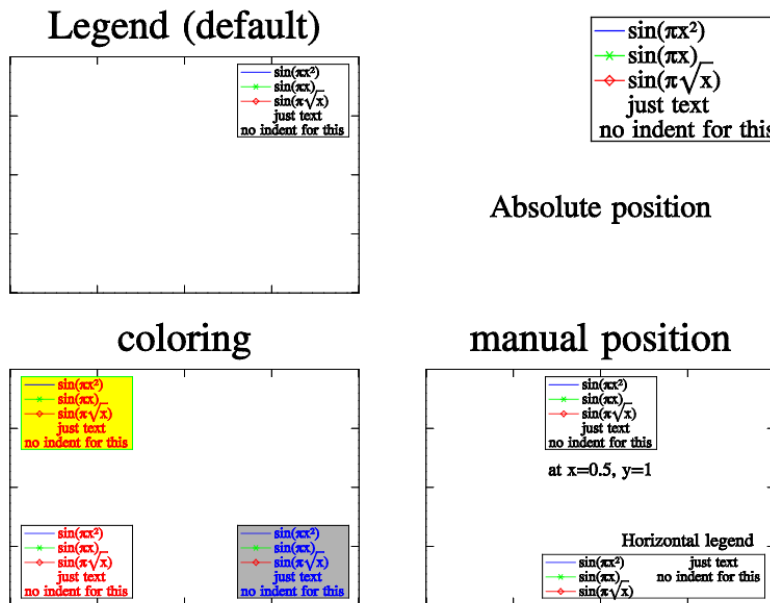 Legend (default)
sin(πx²)
sin(πx)
sin(π√x)
just text
no indent for this
sin(πx²)
sin(πx)
sin(π√x)
just text
no indent for this
Absolute position
coloring
sin(πx²)
sin(πx)
sin(π√x)
just text
no indent for this
sin(πx²)
sin(πx)
sin(π√x)
just text
no indent for this
sin(πx²)
sin(πx)
sin(π√x)
just text
no indent for this
manual position
sin(πx²)
sin(πx)
sin(π√x)
just text
no indent for this
at x=0.5, y=1
Horizontal legend
sin(πx²) just text
sin(πx) no indent for this
sin(π√x)